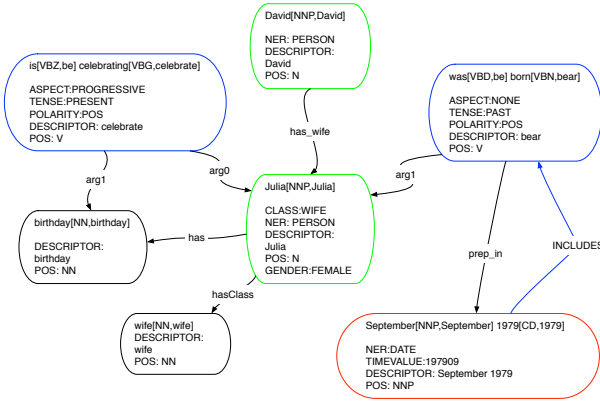 David[NNP,David]
NER: PERSON
DESCRIPTOR:
David
POS: N
is[VBZ,be] celebrating[VBG,celebrate]
ASPECT:PROGRESSIVE
TENSE:PRESENT
POLARITY:POS
DESCRIPTOR: celebrate
POS: V
was[VBD,be] born[VBN,bear]
ASPECT:NONE
TENSE:PAST
POLARITY:POS
DESCRIPTOR: bear
POS: V
has_wife
arg1
arg0
arg1
Julia[NNP,Julia]
CLASS:WIFE
NER: PERSON
DESCRIPTOR:
Julia
POS: N
GENDER:FEMALE
birthday[NN,birthday]
DESCRIPTOR:
birthday
POS: NN
has
prep_in
INCLUDES
hasClass
wife[NN,wife]
DESCRIPTOR:
wife
POS: NN
September[NNP,September] 1979[CD,1979]
NER:DATE
TIMEVALUE:197909
DESCRIPTOR: September 1979
POS: NNP